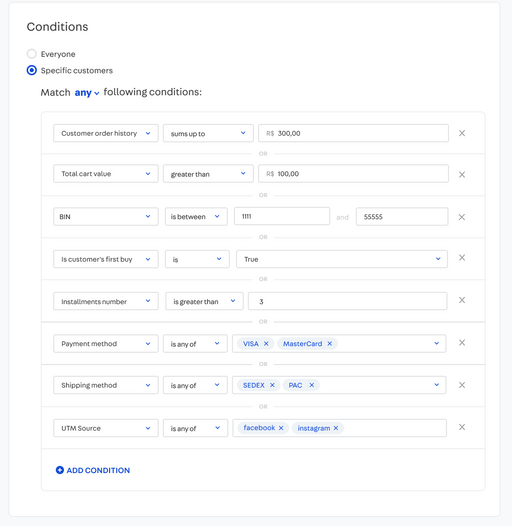 Conditions
Everyone
Specific customers
Match any following conditions:
Customer order history sums up to R$ 300,00
OR
Total cart value greater than R$ 100,00
OR
BIN is between 1111 and 55555
OR
Is customer's first buy is True
OR
Installments number is greater than 3
OR
Payment method is any of VISA × MasterCard ×
OR
Shipping method is any of SEDEX × PAC ×
OR
UTM Source is any of facebook × instagram ×
ADD CONDITION